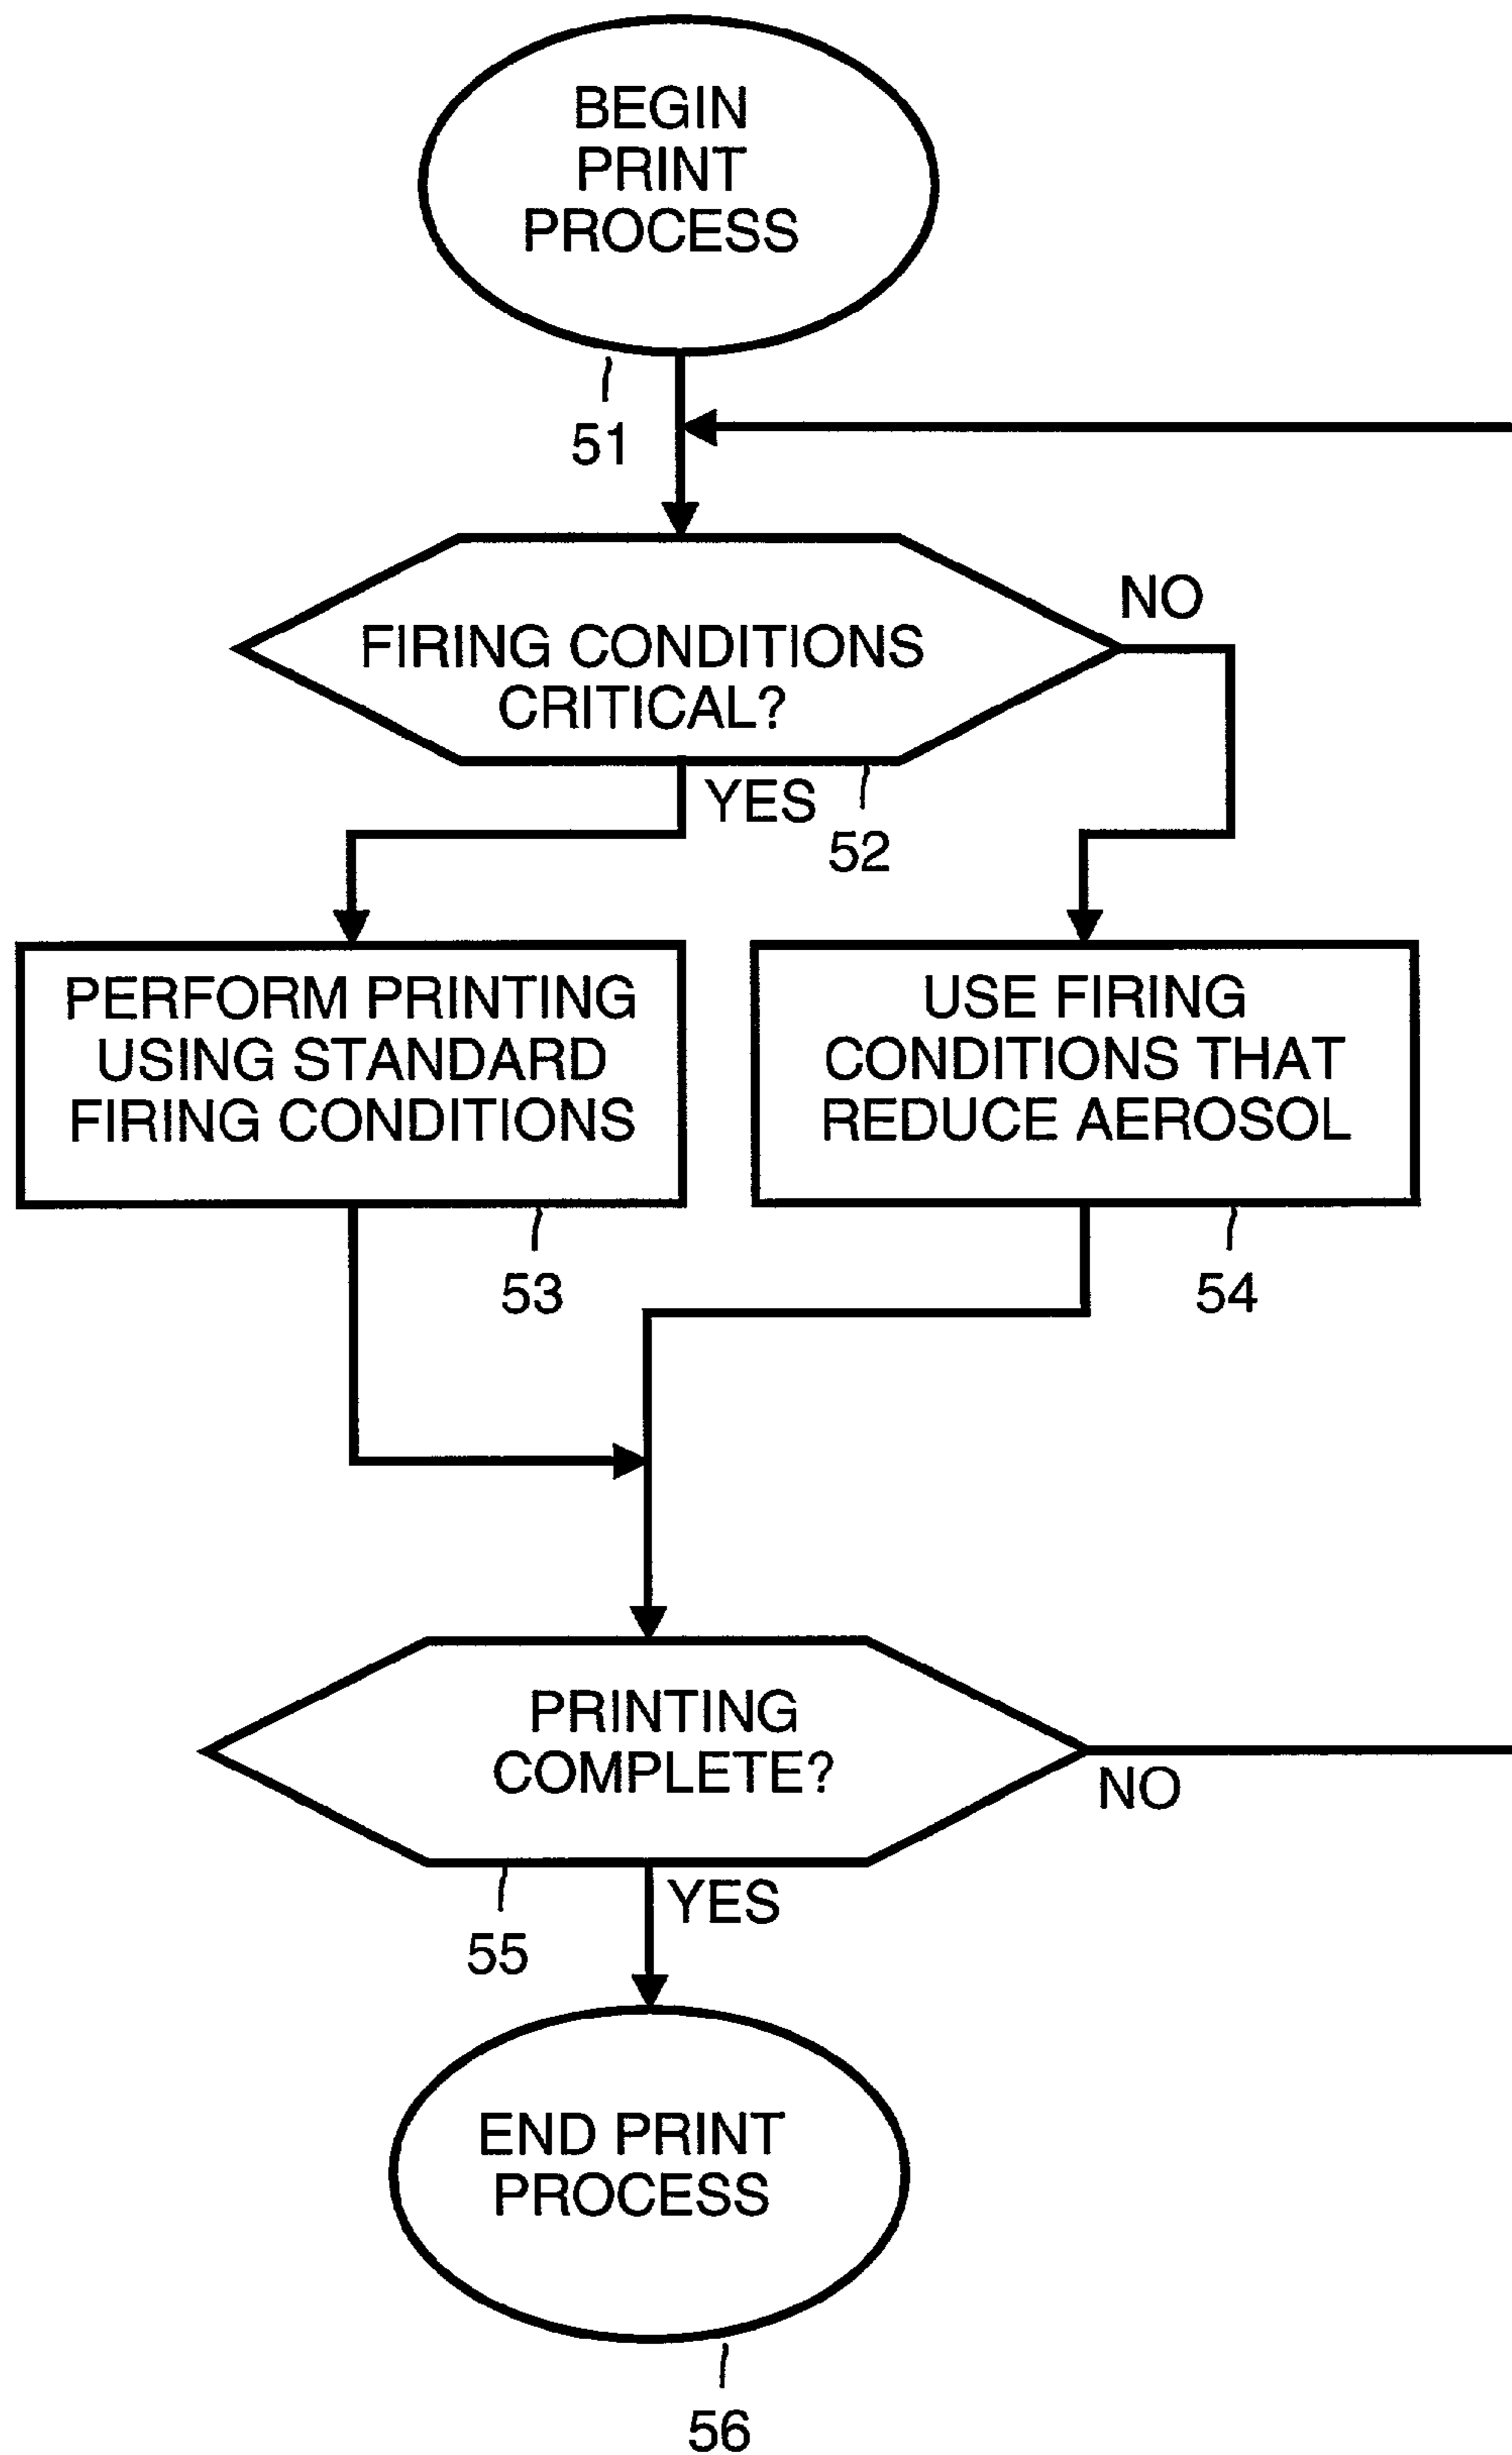 BEGIN
PRINT
PROCESS
51
FIRING CONDITIONS
CRITICAL?
NO
YES
52
PERFORM PRINTING
USING STANDARD
FIRING CONDITIONS
53
USE FIRING
CONDITIONS THAT
REDUCE AEROSOL
54
PRINTING
COMPLETE?
NO
YES
55
END PRINT
PROCESS
56